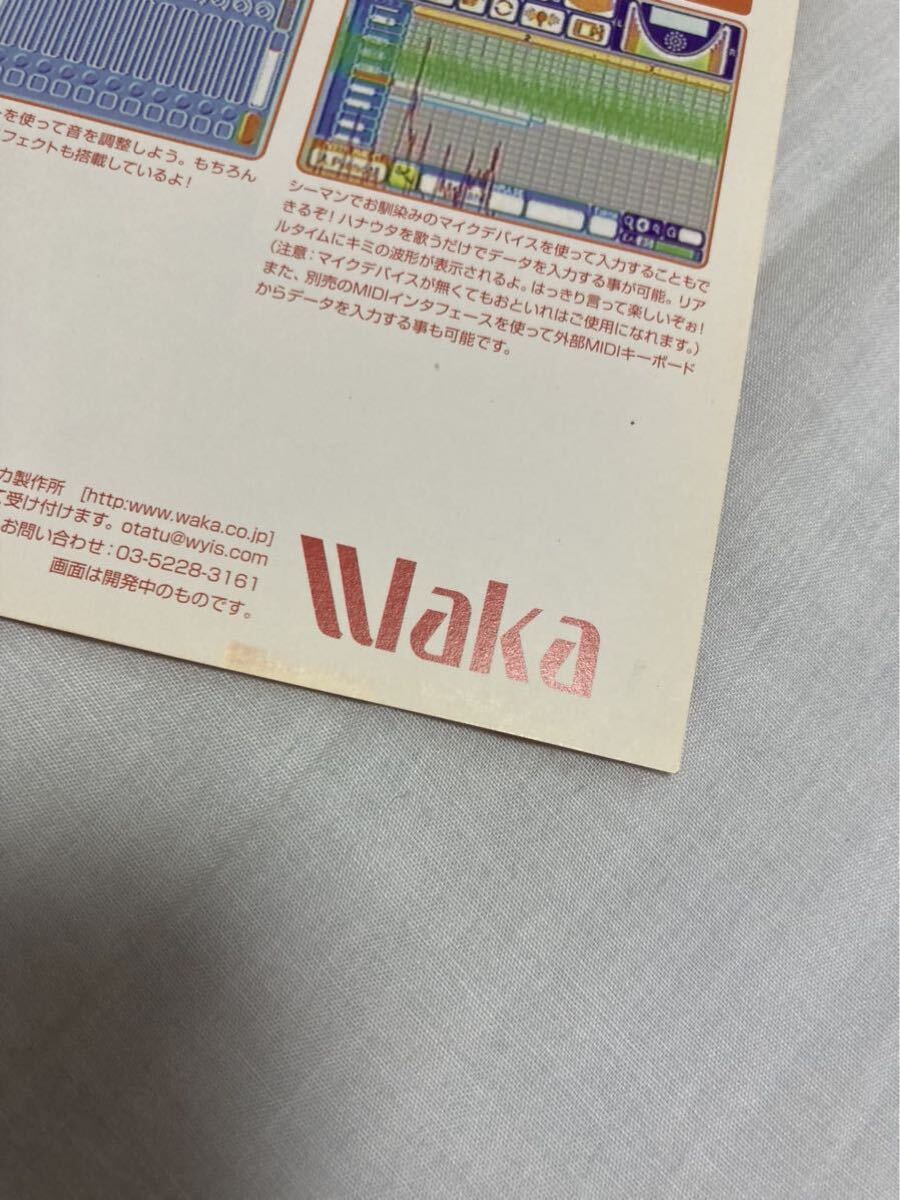 ーを使って音を調整しよう。もちろん
フェクトも搭載しているよ!
シーマンでお馴染みのマイクデバイスを使って入力することもで
きるぞ!ハナウタを歌うだけでデータを入力する事が可能。リア
ルタイムにキミの波形が表示されるよ。はっきり言って楽しいぞぉ!
(注意:マイクデバイスが無くてもおといれはご使用になれます。)
また、別売のMIDIインタフェースを使って外部MIDIキーボード
からデータを入力する事も可能です。
カ製作所 [http:www.waka.co.jp]
て受け付けます。otatu@wyis.com
お問い合わせ:03-5228-3161
画面は開発中のものです。
Waka